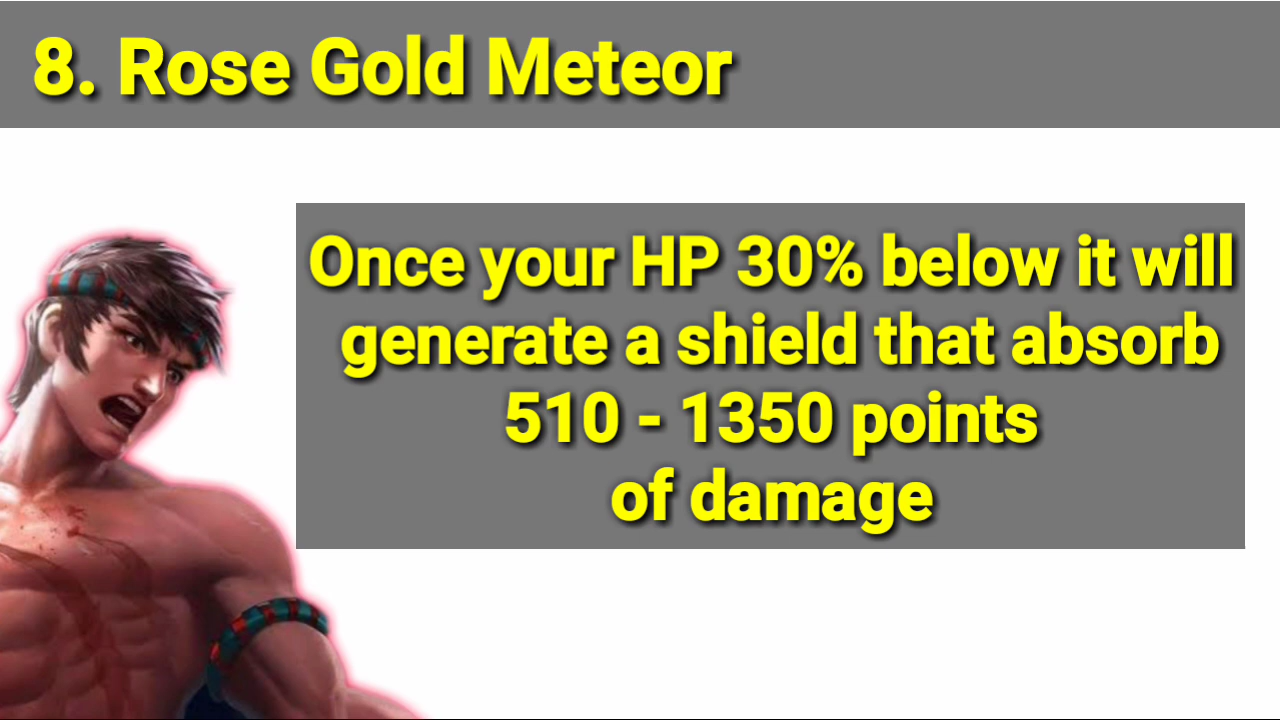 8. Rose Gold Meteor
Once your HP 30% below it will
generate a shield that absorb
510 - 1350 points
of damage